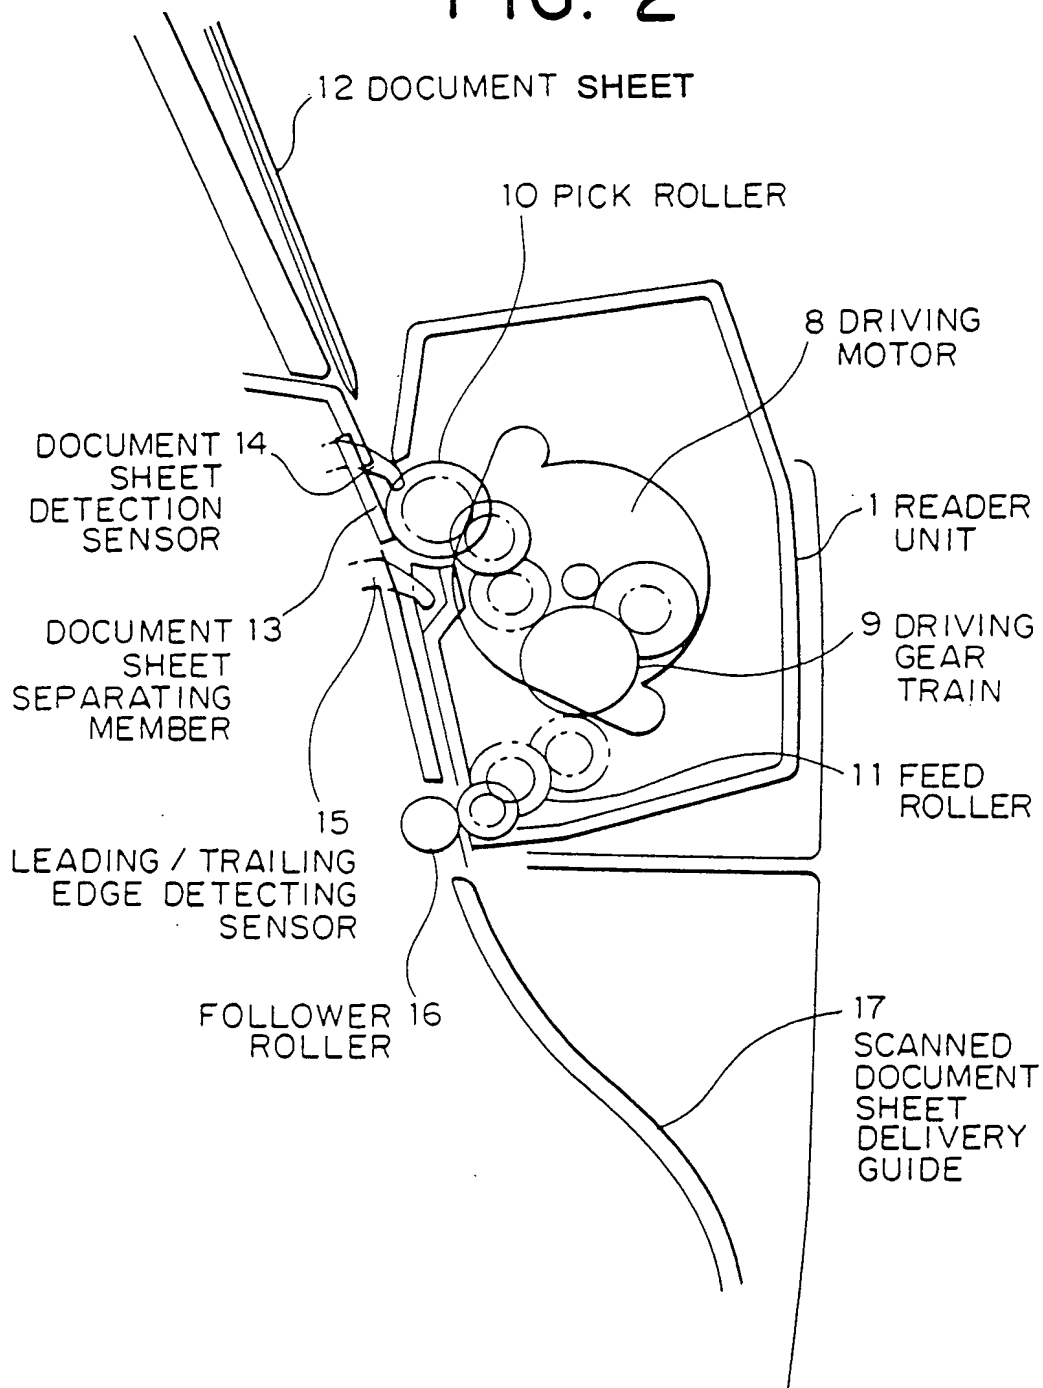 FIG. 2
12 DOCUMENT SHEET
10 PICK ROLLER
8 DRIVING
MOTOR
DOCUMENT 14
SHEET
DETECTION
SENSOR
1 READER
UNIT
DOCUMENT 13
SHEET
SEPARATING
MEMBER
9 DRIVING
GEAR
TRAIN
11 FEED
ROLLER
15
LEADING / TRAILING
EDGE DETECTING
SENSOR
FOLLOWER 16
ROLLER
17
SCANNED
DOCUMENT
SHEET
DELIVERY
GUIDE